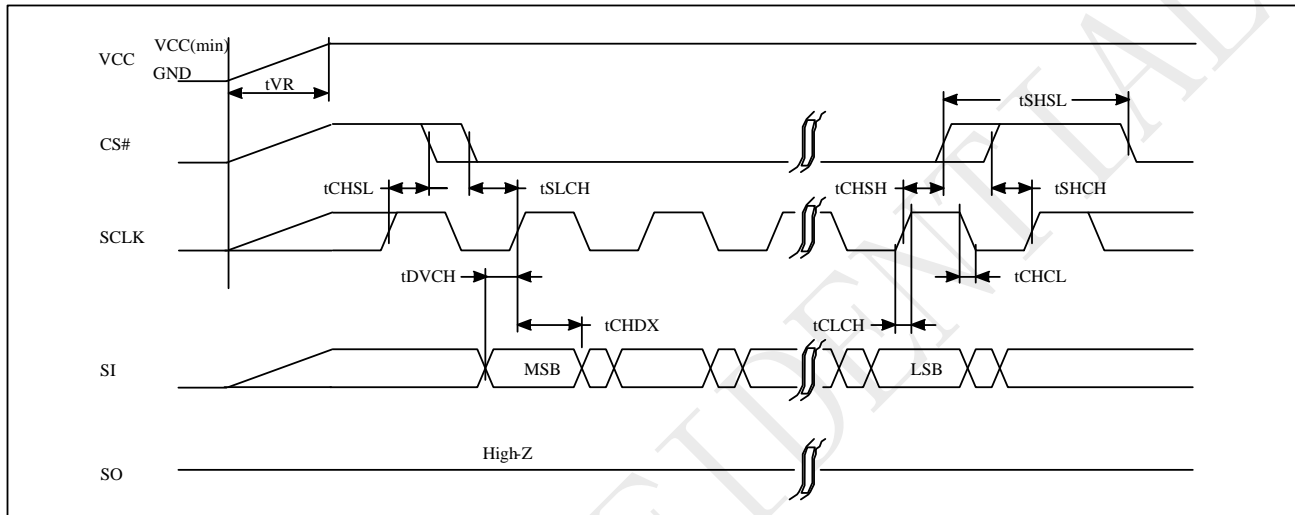 VCC(min)
VCC
GND
tVR
tSHSL
CS#
tCHSL
tSLCH
tCHSH
tSHCH
SCLK
tDVCH
tCHCL
tCHDX
tCLCH
SI
MSB
LSB
High-Z
SO
IDENTIAL